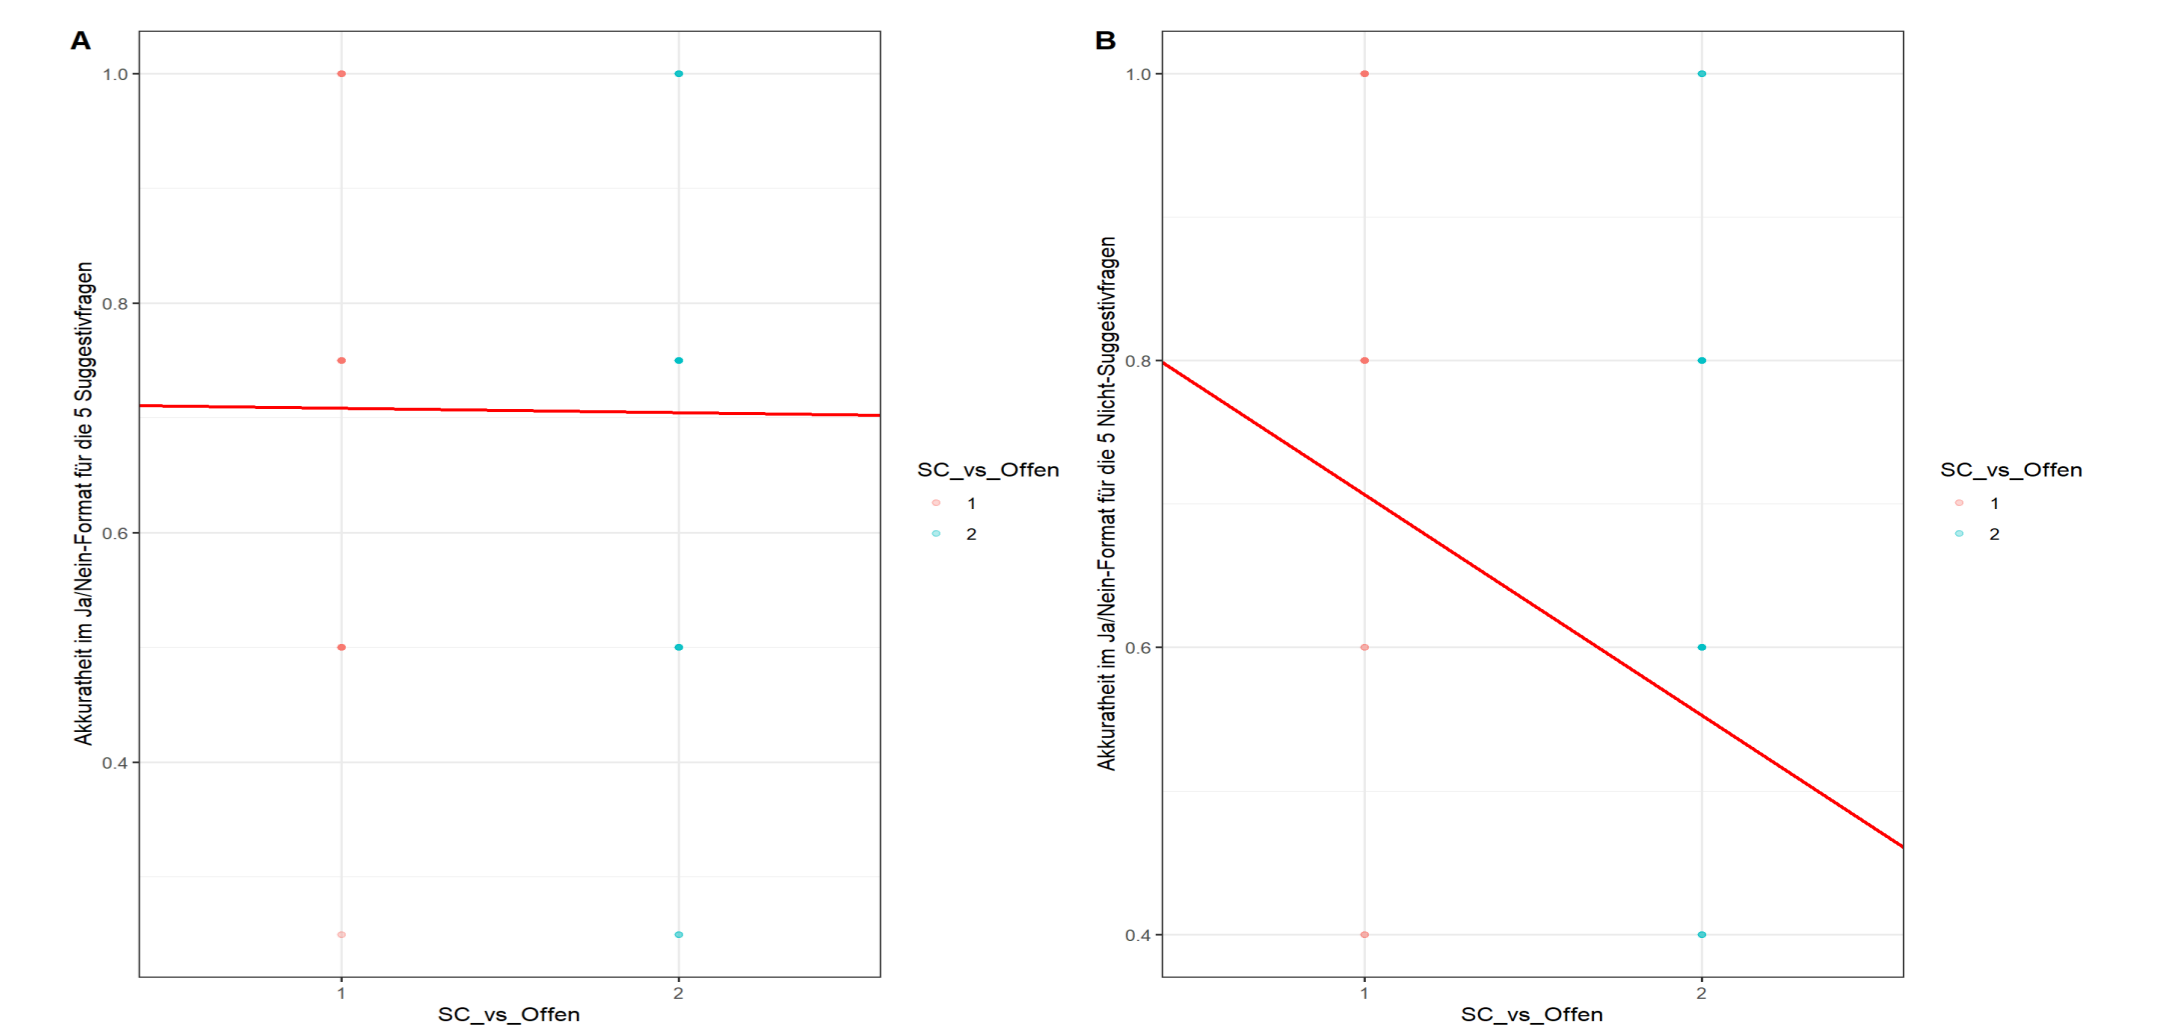 A
Akkuratheit im Ja/Nein-Format für die 5 Suggestivfragen
1.0
0.8
0.6
0.4
1
2
SC_vs_Offen
SC_vs_Offen
1
2
B
Akkuratheit im Ja/Nein-Format für die 5 Nicht-Suggestivfragen
1.0
0.8
0.6
0.4
1
2
SC_vs_Offen
SC_vs_Offen
1
2